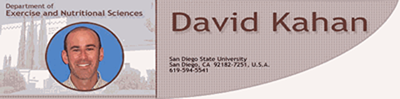 Department of
Exercise and Nutritional Sciences
David Kahan
San Diego State University
San Diego, CA 92182-7251, U.S.A.
619-594-5541